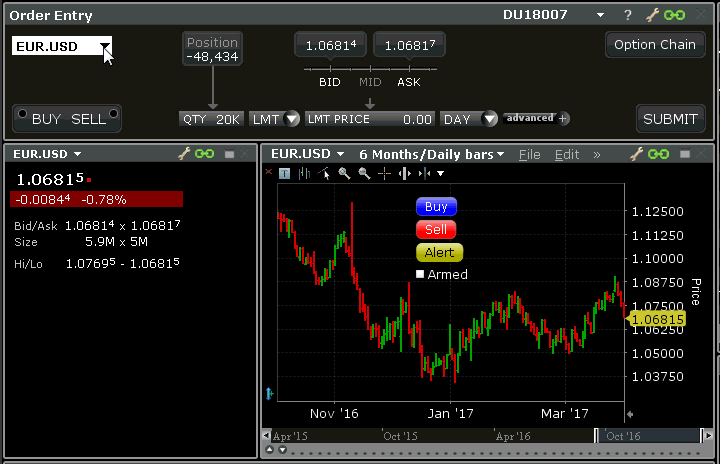 Order Entry DU18007 ?
EUR.USD Position -48,434 1.0681⁴ 1.0681⁷ Option Chain
BID MID ASK
BUY SELL QTY 20K LMT LMT PRICE 0.00 DAY advanced + SUBMIT
EUR.USD
1.0681⁵
-0.0084⁴ -0.78%
Bid/Ask 1.0681⁴ x 1.0681⁷
Size 5.9M x 5M
Hi/Lo 1.0769⁵ - 1.0681⁵
EUR.USD 6 Months/Daily bars File Edit »
T
Buy
Sell
Alert
Armed
1.12500
1.11250
1.10000
1.08750
1.07500
1.06815
1.06250
1.05000
1.03750
Price
Nov '16 Jan '17 Mar '17
Apr '15 Oct '15 Apr '16 Oct '16